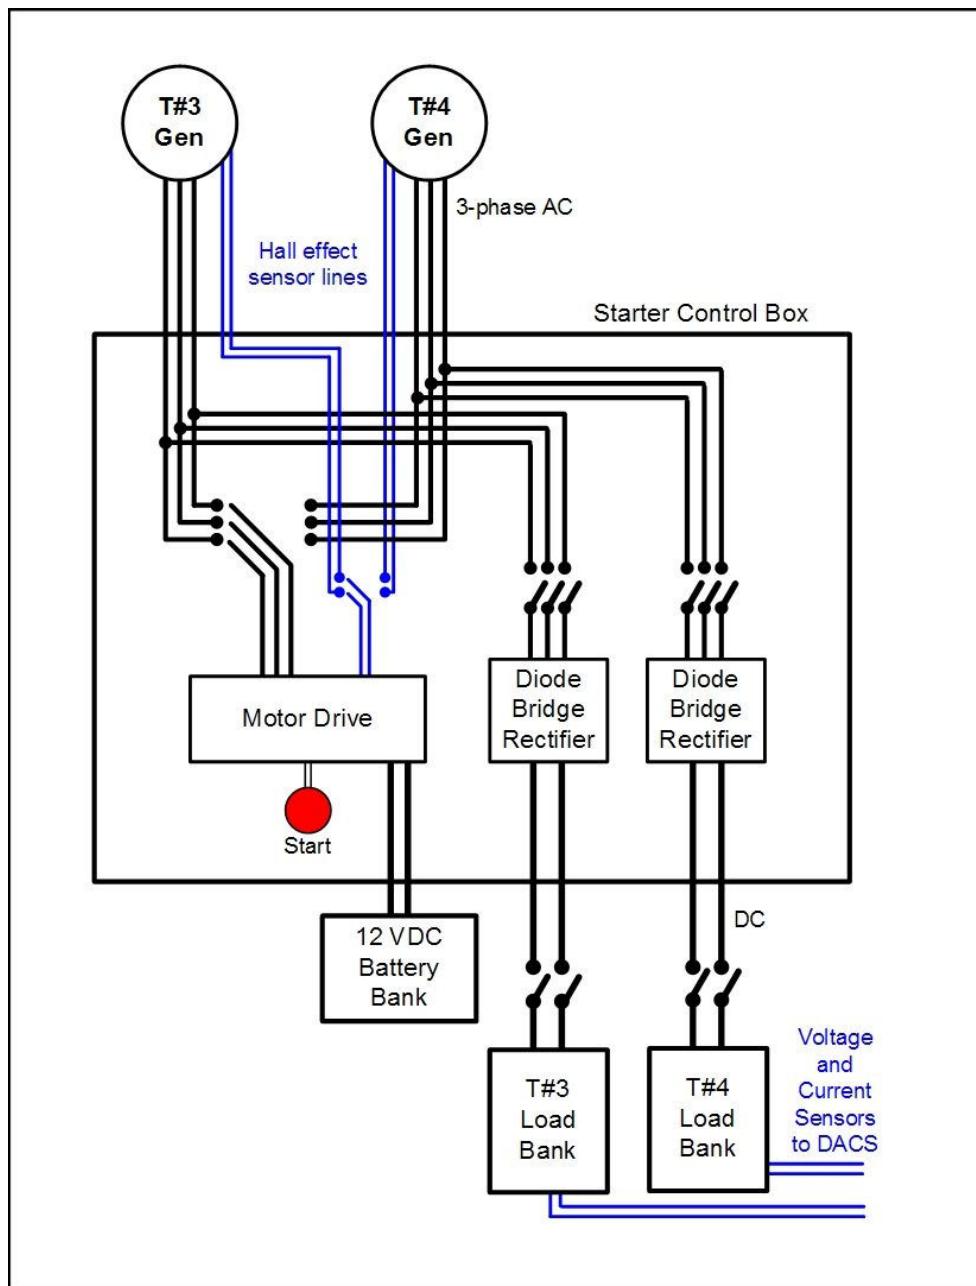 T#3
Gen
T#4
Gen
3-phase AC
Hall effect
sensor lines
Starter Control Box
Diode
Bridge
Rectifier
Diode
Bridge
Rectifier
Motor Drive
Start
12 VDC
Battery
Bank
DC
T#3
Load
Bank
T#4
Load
Bank
Voltage
and
Current
Sensors
to DACS